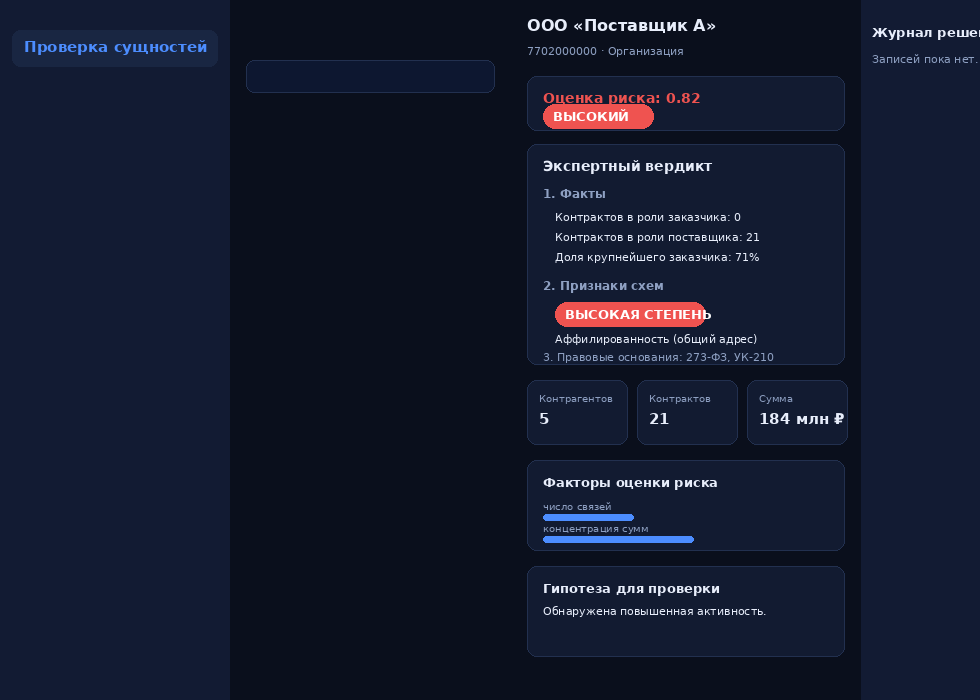 Проверка сущностей
ООО «Поставщик А»
7702000000 · Организация
Оценка риска: 0.82
ВЫСОКИЙ
Экспертный вердикт
1. Факты
Контрактов в роли заказчика: 0
Контрактов в роли поставщика: 21
Доля крупнейшего заказчика: 71%
2. Признаки схем
ВЫСОКАЯ СТЕПЕНЬ
Аффилированность (общий адрес)
3. Правовые основания: 273-ФЗ, УК-210
Контрагентов
5
Контрактов
21
Сумма
184 млн ₽
Факторы оценки риска
число связей
концентрация сумм
Гипотеза для проверки
Обнаружена повышенная активность.
Журнал реше
Записей пока нет.